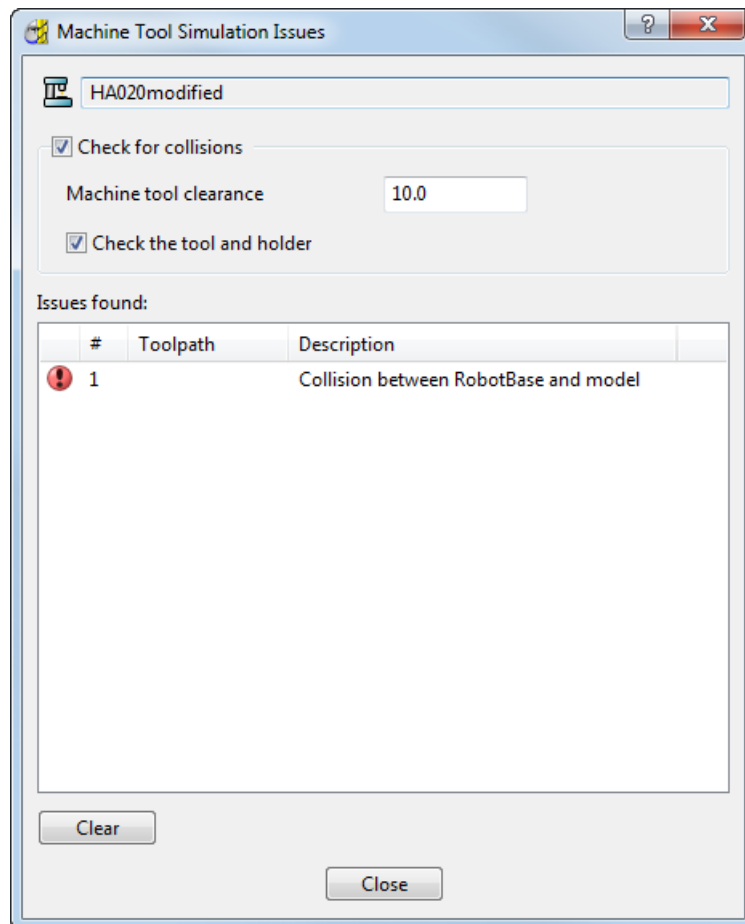 Machine Tool Simulation Issues
HA020modified
Check for collisions
Machine tool clearance 10.0
Check the tool and holder
Issues found:
# Toolpath Description
1 Collision between RobotBase and model
Clear
Close